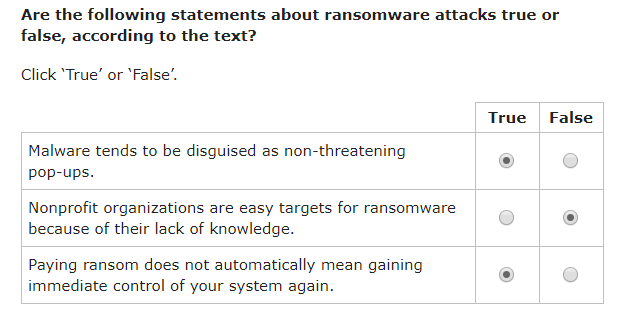 Are the following statements about ransomware attacks true or
false, according to the text?
Click ‘True’ or ‘False’.
True False
Malware tends to be disguised as non-threatening
pop-ups.
Nonprofit organizations are easy targets for ransomware
because of their lack of knowledge.
Paying ransom does not automatically mean gaining
immediate control of your system again.